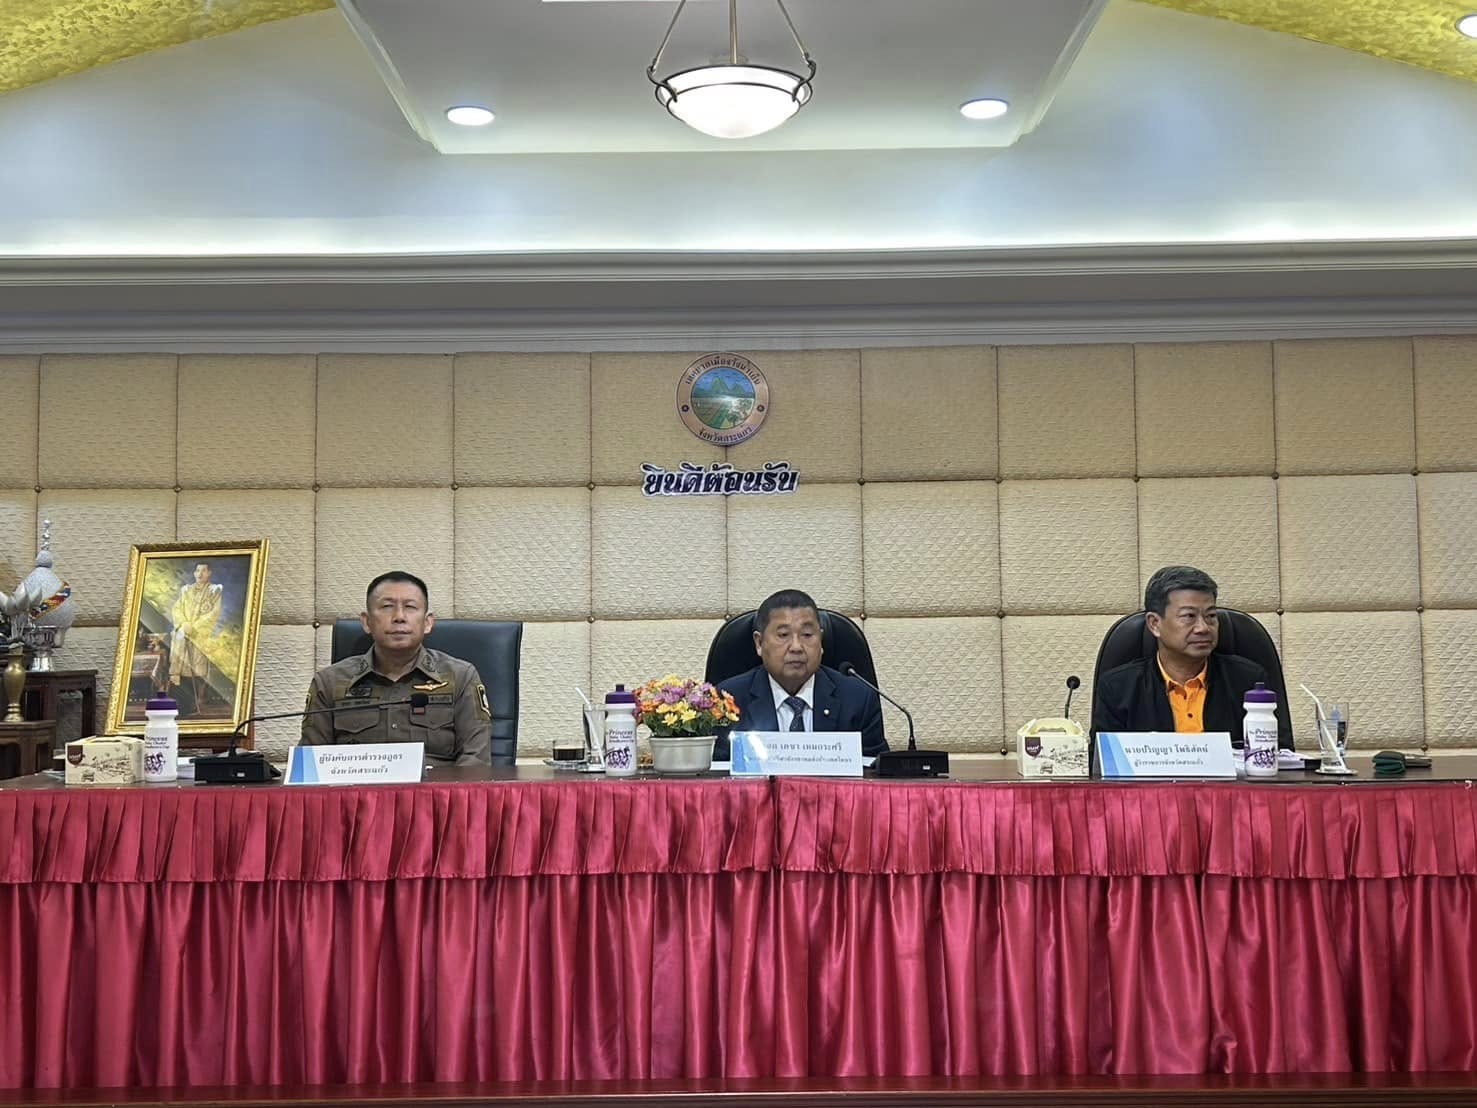 เทศบาลเมืองวังน้ำเย็น
จังหวัดสระแก้ว
ยินดีต้อนรับ
ผู้บังคับการตำรวจภูธร
จังหวัดสระแก้ว
เดชา เหมกระศรี
นายปริญญา โพธิสัตย์
ผู้ว่าราชการจังหวัดสระแก้ว
Princess
Princess
Princess